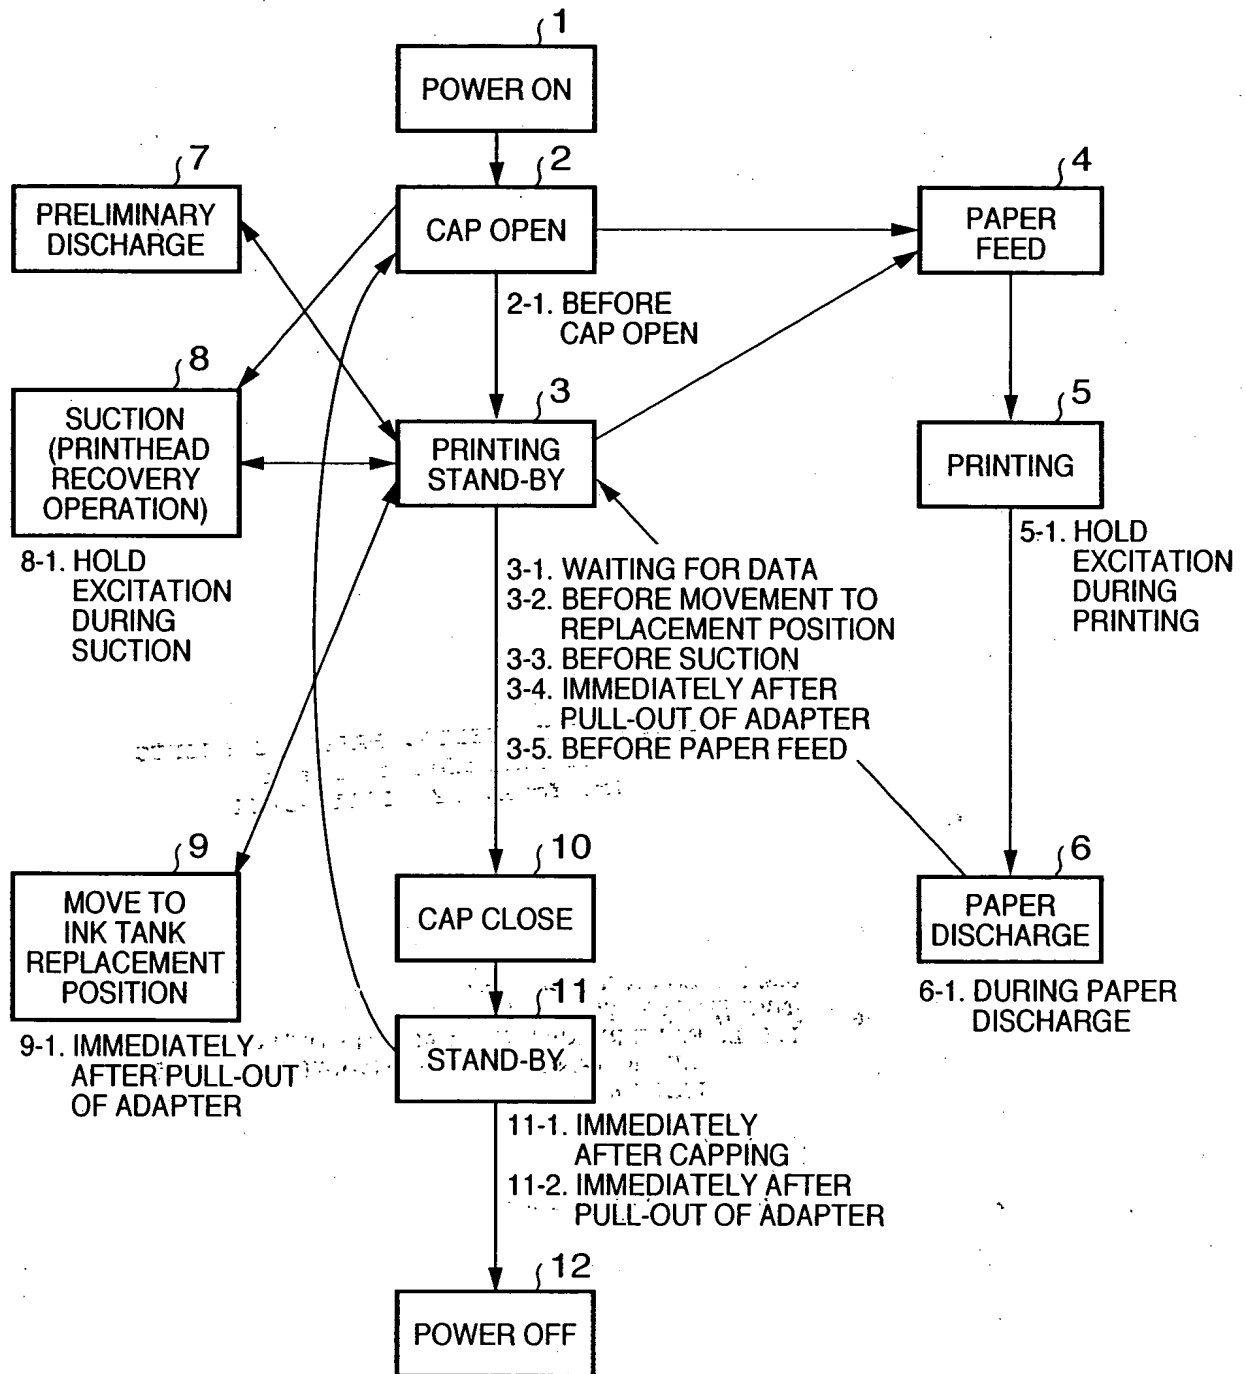 1
POWER ON
7
PRELIMINARY
DISCHARGE
2
CAP OPEN
4
PAPER
FEED
2-1. BEFORE
CAP OPEN
8
SUCTION
(PRINTHEAD
RECOVERY
OPERATION)
8-1. HOLD
EXCITATION
DURING
SUCTION
3
PRINTING
STAND-BY
5
PRINTING
5-1. HOLD
EXCITATION
DURING
PRINTING
3-1. WAITING FOR DATA
3-2. BEFORE MOVEMENT TO
REPLACEMENT POSITION
3-3. BEFORE SUCTION
3-4. IMMEDIATELY AFTER
PULL-OUT OF ADAPTER
3-5. BEFORE PAPER FEED
9
MOVE TO
INK TANK
REPLACEMENT
POSITION
9-1. IMMEDIATELY
AFTER PULL-OUT
OF ADAPTER
10
CAP CLOSE
6
PAPER
DISCHARGE
6-1. DURING PAPER
DISCHARGE
11
STAND-BY
11-1. IMMEDIATELY
AFTER CAPPING
11-2. IMMEDIATELY AFTER
PULL-OUT OF ADAPTER
12
POWER OFF